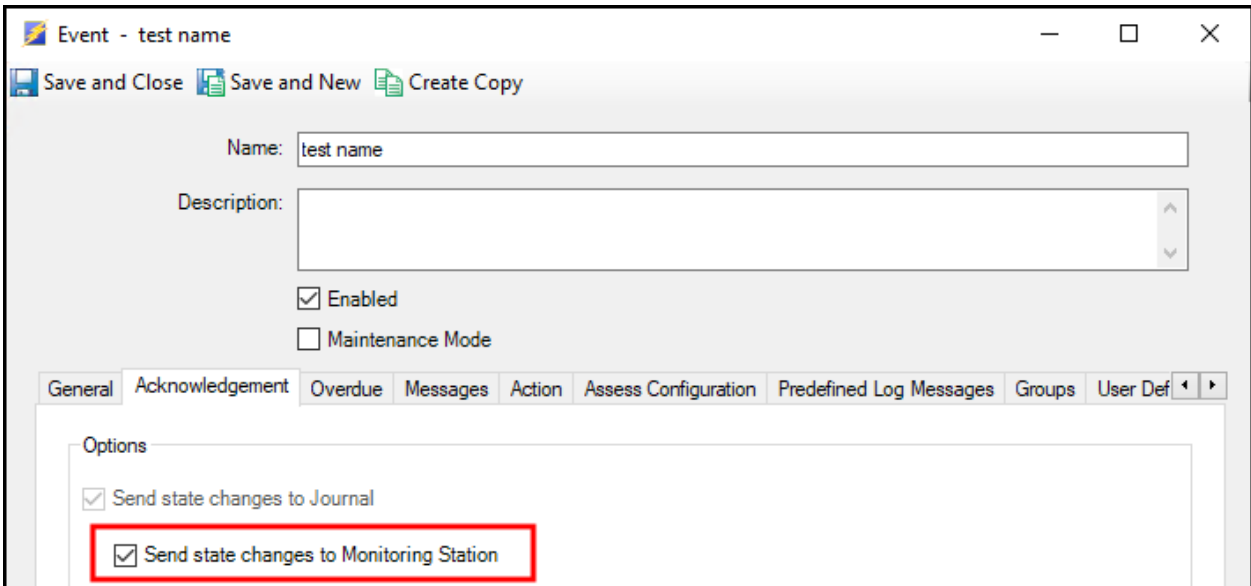 Event - test name
Save and Close Save and New Create Copy
Name: test name
Description:
Enabled
Maintenance Mode
General Acknowledgement Overdue Messages Action Assess Configuration Predefined Log Messages Groups User Def
Options
Send state changes to Journal
Send state changes to Monitoring Station